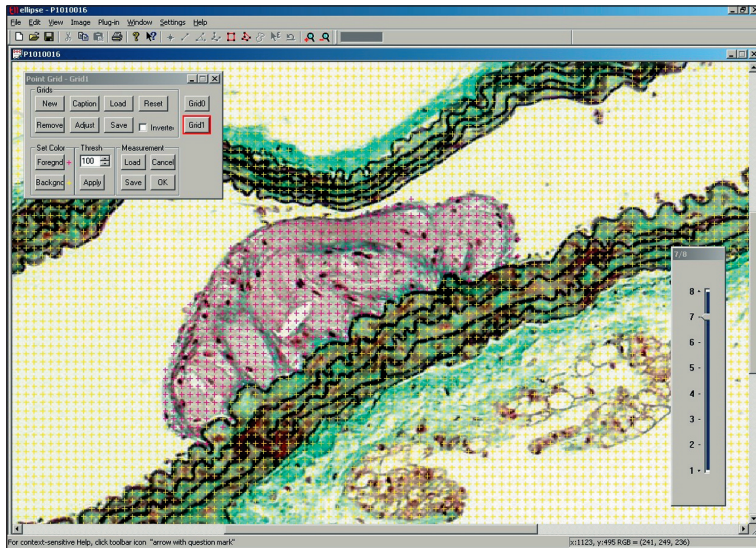 ellipse - P1010016
File Edit View Image Plug-in Window Settings Help
P1010016
Point Grid - Grid1
Grids
New Caption Load Reset Grid0
Remove Adjust Save Inverte Grid1
Set Color Thresh Measurement
Foregnd 100 Load Cancel
Backgnd Apply Save OK
7/8
8
7
6
5
4
3
2
1
For context-sensitive Help, click toolbar icon "arrow with question mark"
x:1123, y:495 RGB = (241, 249, 236)